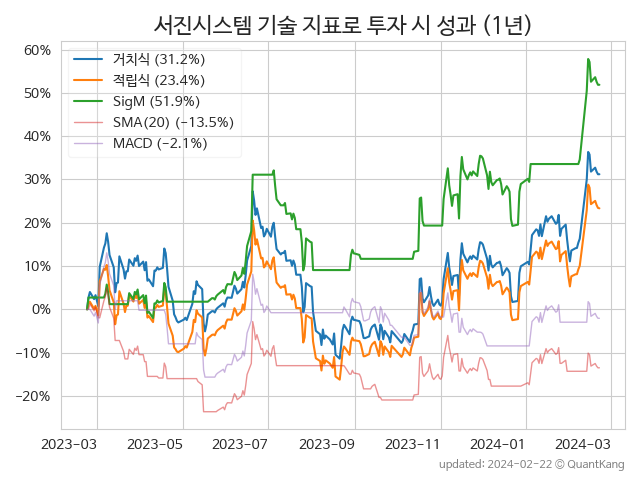 서진시스템 기술 지표로 투자 시 성과 (1년)
60%
50%
40%
30%
20%
10%
0%
−10%
−20%
거치식 (31.2%)
적립식 (23.4%)
SigM (51.9%)
SMA(20) (−13.5%)
MACD (−2.1%)
2023-03
2023-05
2023-07
2023-09
2023-11
2024-01
2024-03
updated: 2024-02-22 © QuantKang